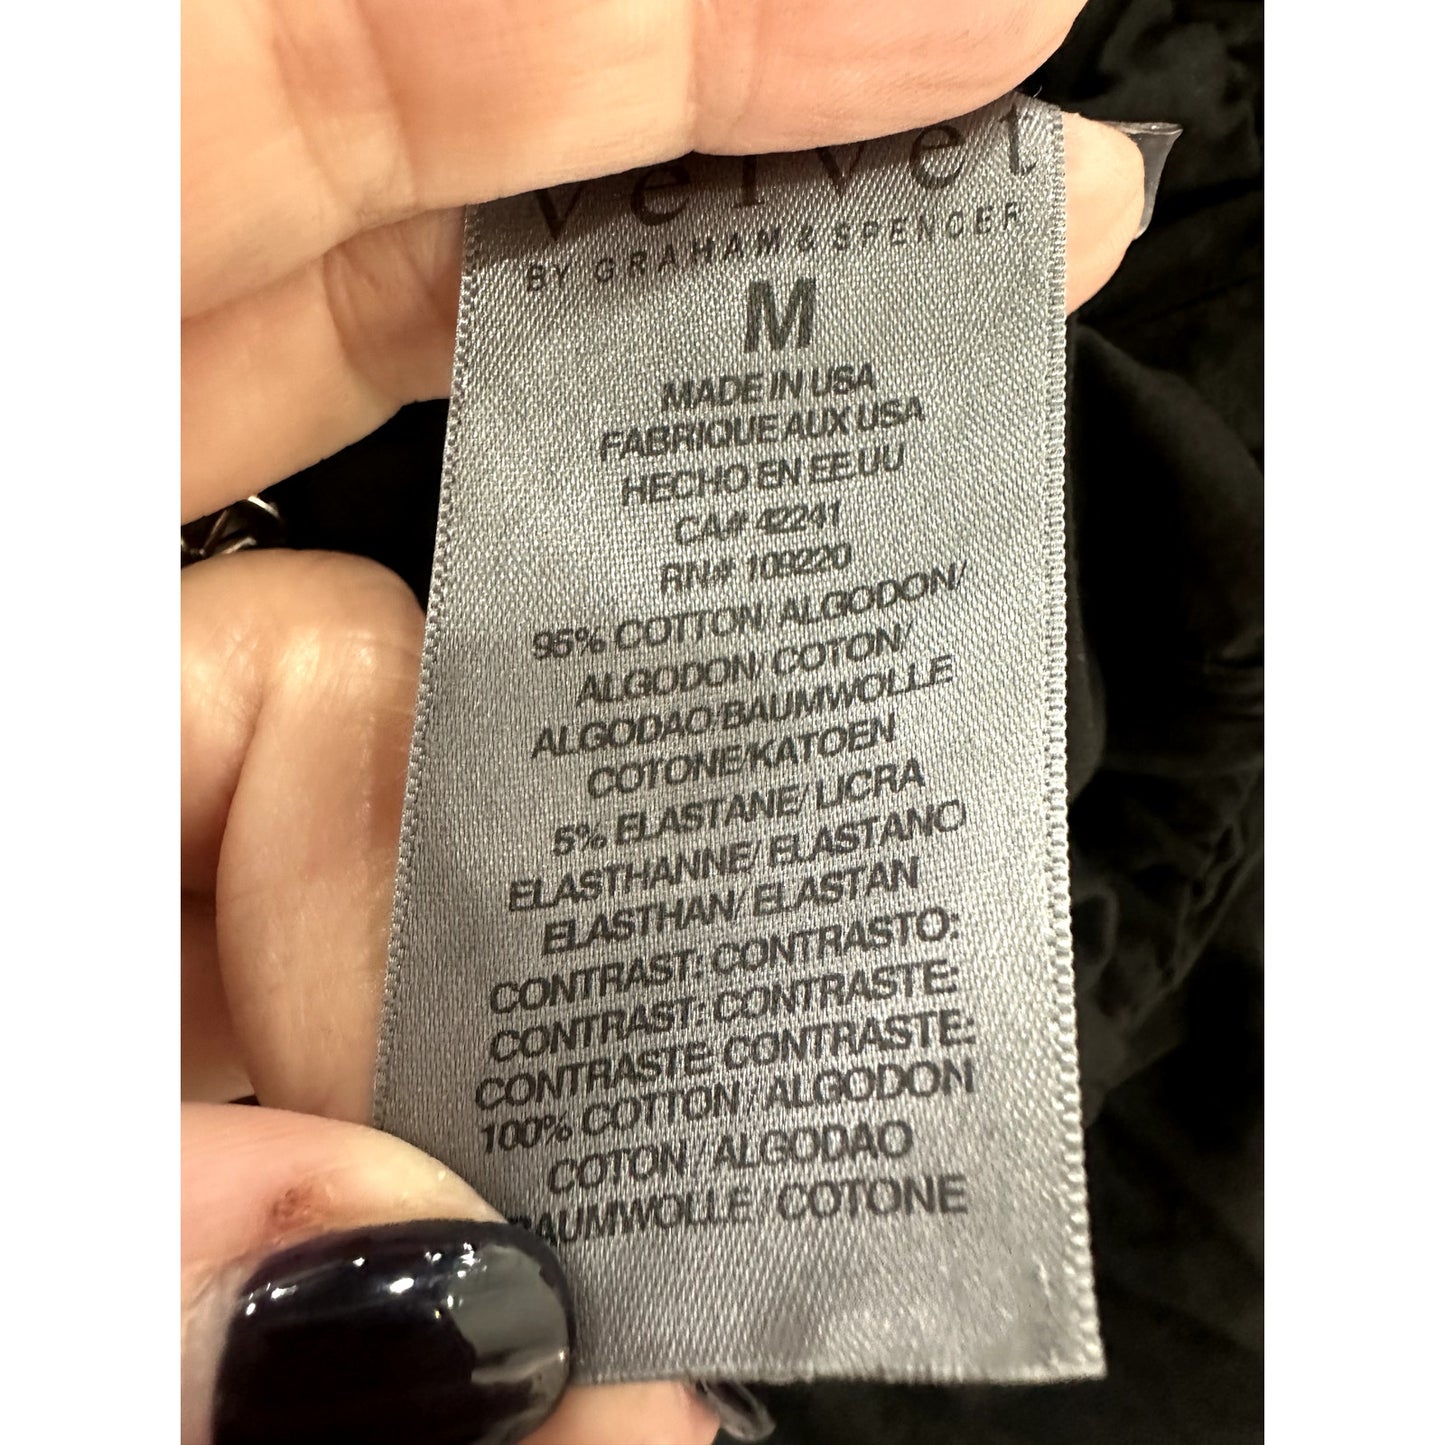 velvet
BY GRAHAM & SPENCER
M
MADE IN USA
FABRIQUE AUX USA
HECHO EN EE UU
CA# 42241
RN# 109220
95% COTTON/ ALGODON/
ALGODON/ COTON/
ALGODAO/BAUMWOLLE
COTONE/KATOEN
5% ELASTANE/ LICRA
ELASTHANNE/ ELASTANO
ELASTHAN/ ELASTAN
CONTRAST: CONTRASTO:
CONTRAST: CONTRASTE:
CONTRASTE: CONTRASTE:
100% COTTON / ALGODON
COTON / ALGODAO
BAUMWOLLE/ COTONE